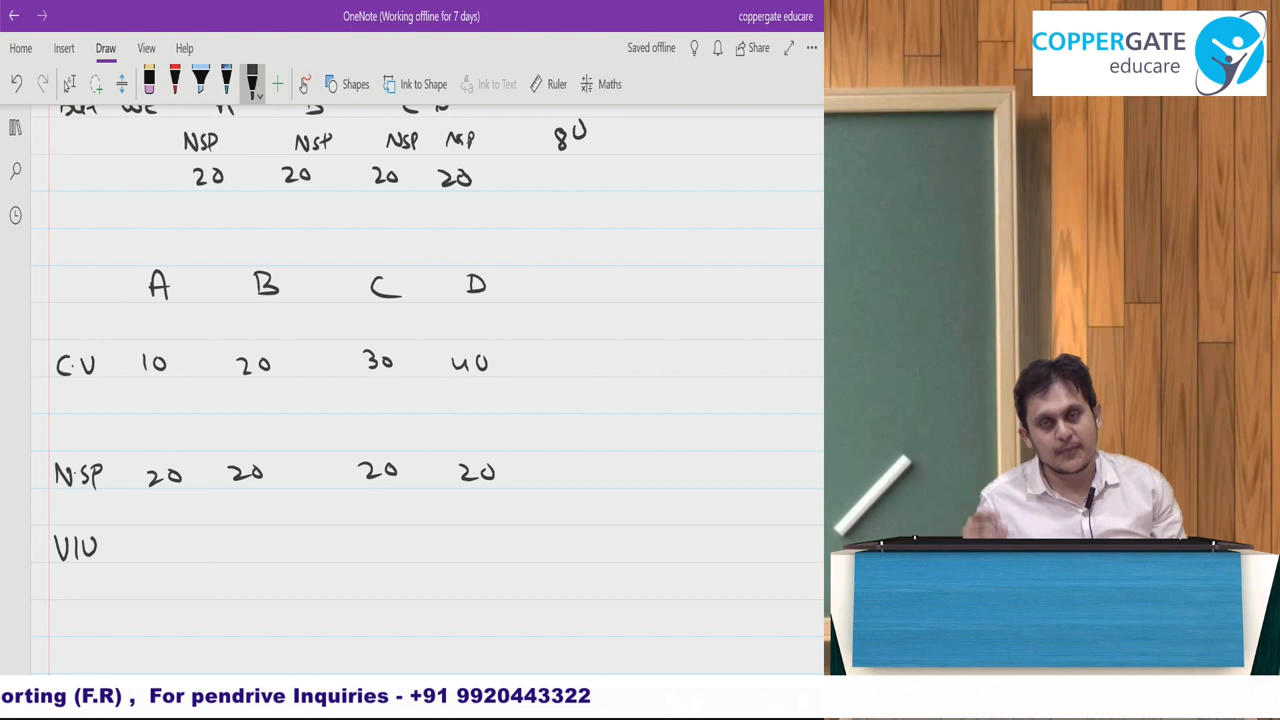 OneNote (Working offline for 7 days)
coppergate educare
Home Insert Draw View Help
Saved offline
Share
Shapes Ink to Shape Ink to Text Ruler Maths
NSP NSP NSP NSP 80
20 20 20 20
A B C D
C.V 10 20 30 40
N.SP 20 20 20 20
VIU
COPPERGATE
educare
orting (F.R) , For pendrive Inquiries - +91 9920443322